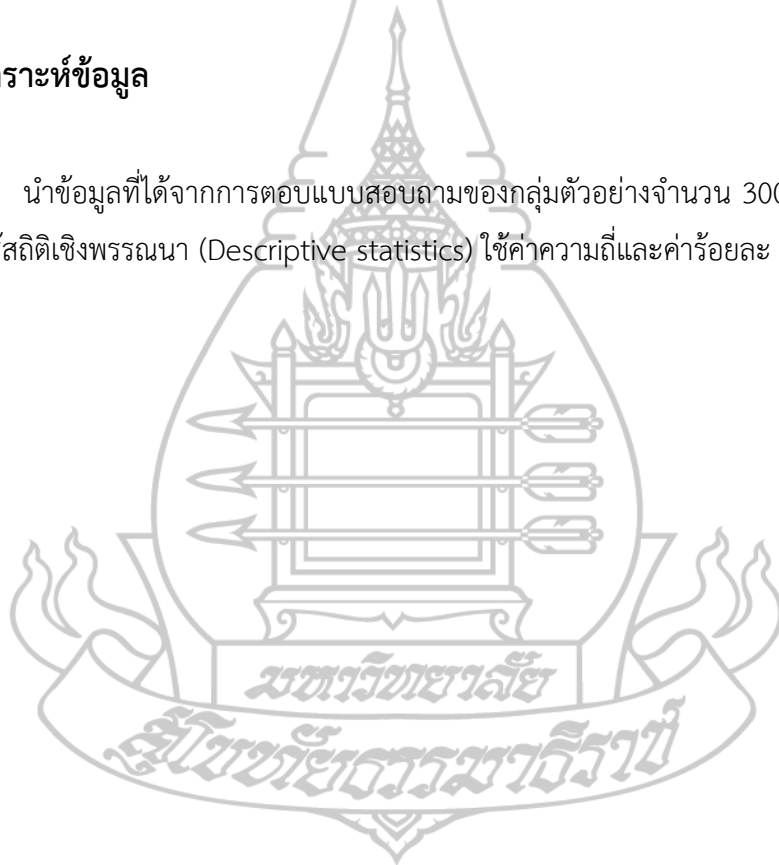 ราะห์ข้อมูล
นำข้อมูลที่ได้จากการตอบแบบสอบถามของกลุ่มตัวอย่างจำนวน 300
สถิติเชิงพรรณนา (Descriptive statistics) ใช้ค่าความถี่และค่าร้อยละ
มหาวิทยาลัย
สุโขทัยธรรมาธิราช